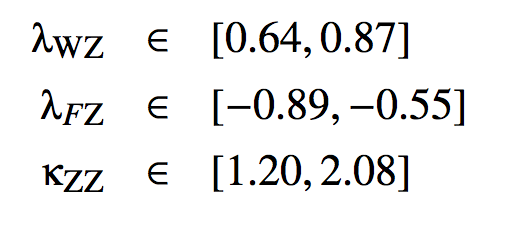 λWZ ∈ [0.64, 0.87]
λFZ ∈ [−0.89, −0.55]
κZZ ∈ [1.20, 2.08]